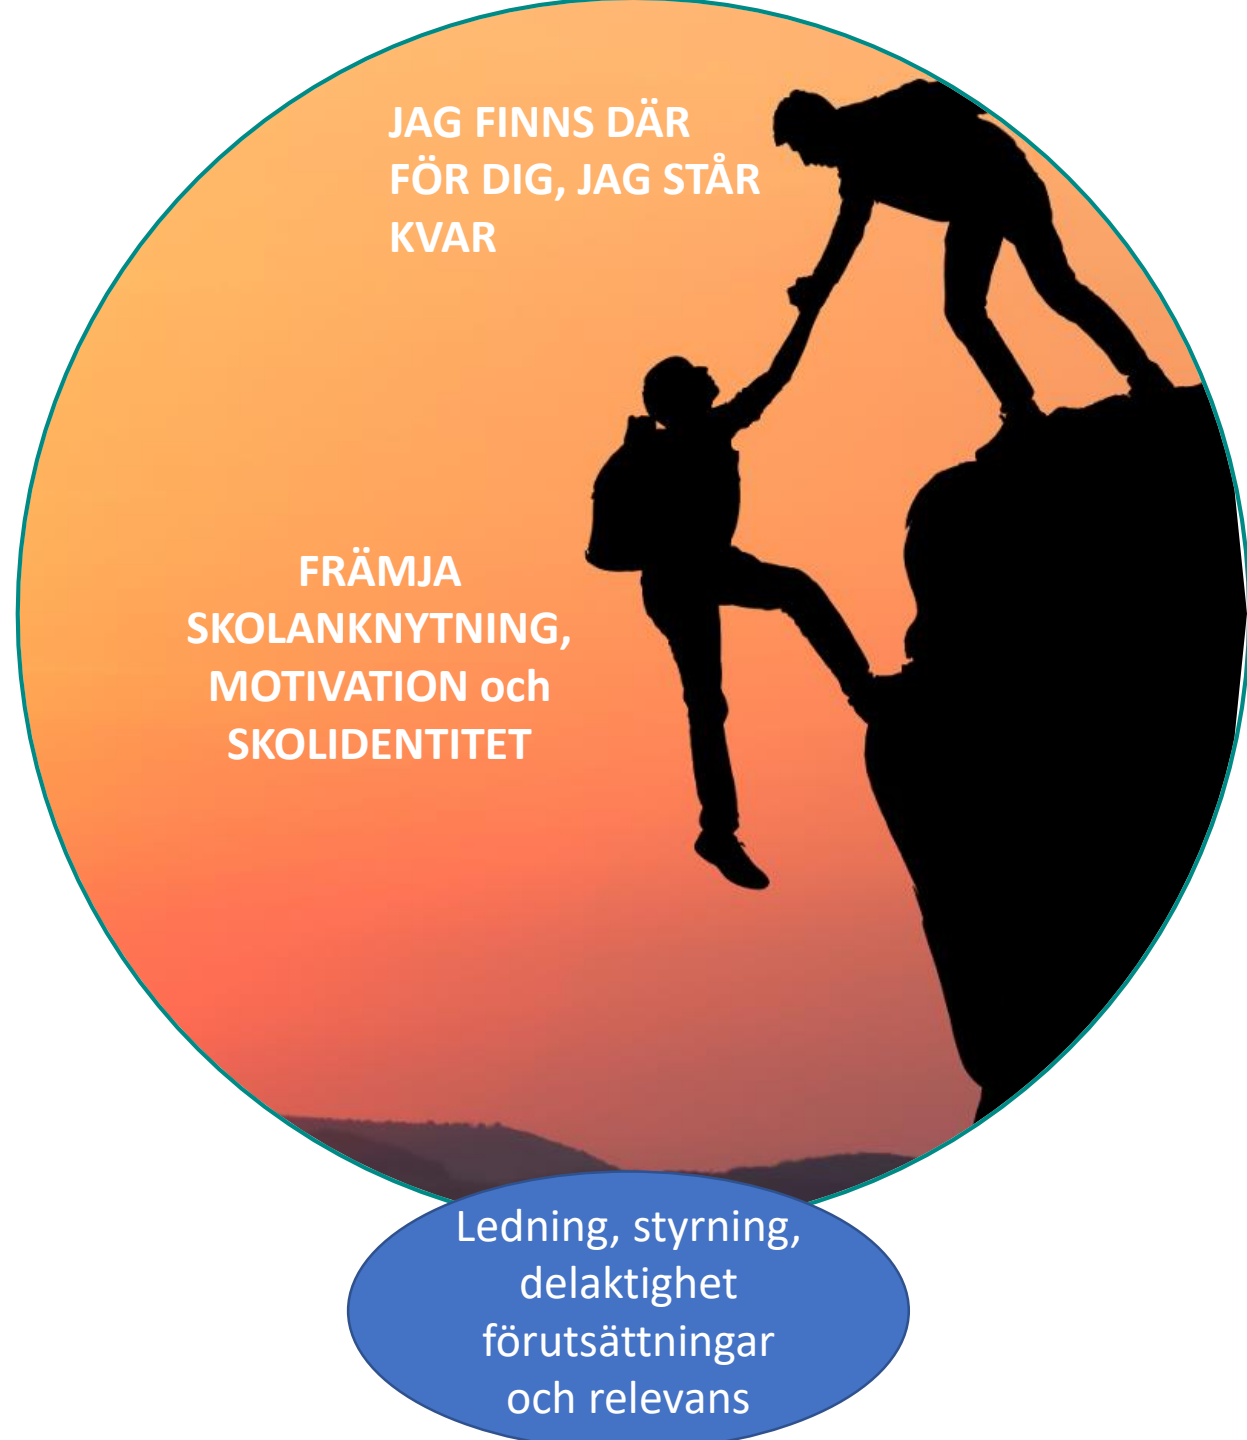 JAG FINNS DÄR
FÖR DIG, JAG STÅR
KVAR
FRÄMJA
SKOLANKNYTNING,
MOTIVATION och
SKOLIDENTITET
Ledning, styrning,
delaktighet
förutsättningar
och relevans